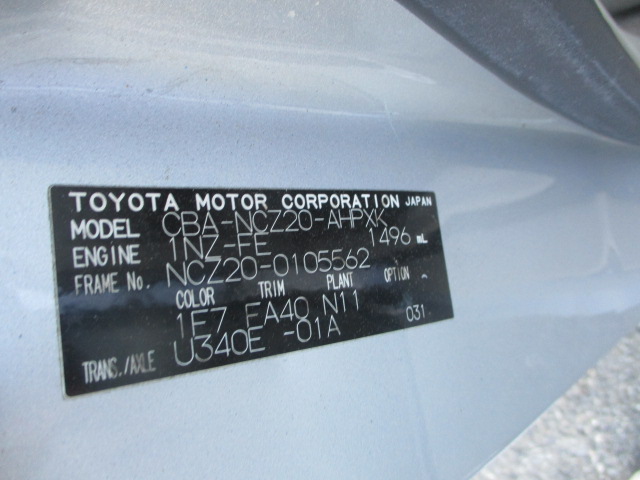 TOYOTA MOTOR CORPORATION JAPAN
MODEL CBA-NCZ20-AHPXK
ENGINE 1NZ-FE 1496 mL
FRAME No. NCZ20-0105562
COLOR TRIM PLANT OPTION -
1E7 FA40 N11
TRANS./AXLE U340E -01A 031